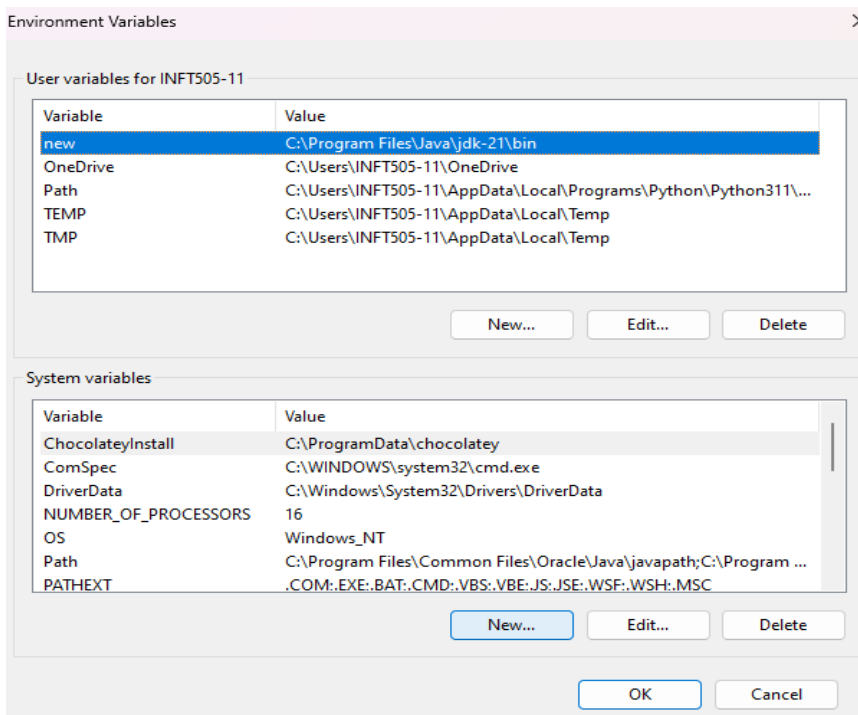 Environment Variables
User variables for INFT505-11
Variable Value
new C:\Program Files\Java\jdk-21\bin
OneDrive C:\Users\INFT505-11\OneDrive
Path C:\Users\INFT505-11\AppData\Local\Programs\Python\Python311\...
TEMP C:\Users\INFT505-11\AppData\Local\Temp
TMP C:\Users\INFT505-11\AppData\Local\Temp
New... Edit... Delete
System variables
Variable Value
ChocolateyInstall C:\ProgramData\chocolatey
ComSpec C:\WINDOWS\system32\cmd.exe
DriverData C:\Windows\System32\Drivers\DriverData
NUMBER_OF_PROCESSORS 16
OS Windows_NT
Path C:\Program Files\Common Files\Oracle\Java\javapath;C:\Program ...
PATHEXT .COM;.EXE;.BAT;.CMD;.VBS;.VBE;.JS;.JSE;.WSF;.WSH;.MSC
New... Edit... Delete
OK Cancel